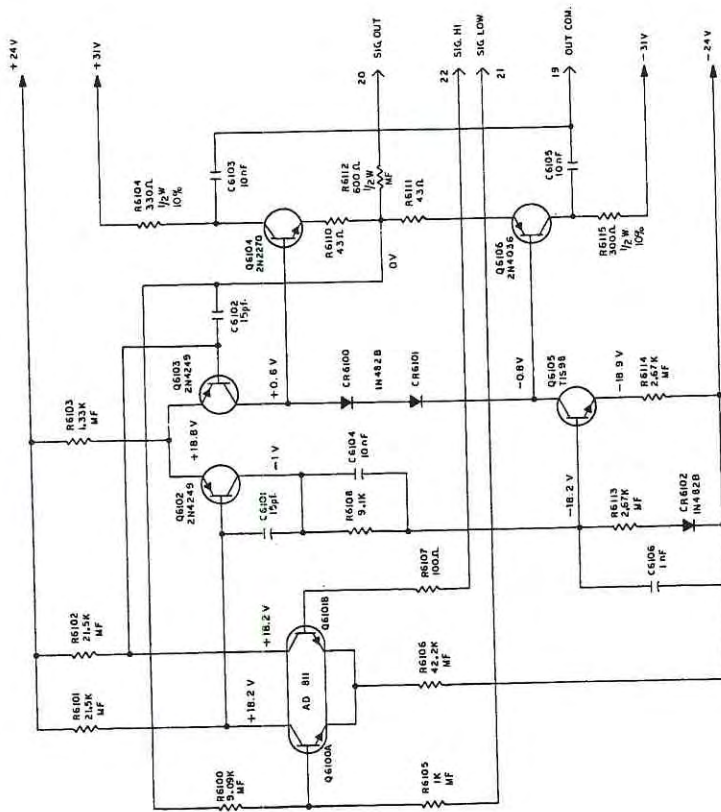 +24V
+31V
20
SIG. OUT
22
SIG. HI
SIG LOW
21
19
OUT COM.
-31V
-24V
R6104
330Ω
1/2W
10%
C6103
10nF
R6112
600Ω
1/2W
MF
C6105
10nF
R6115
300Ω
1/2W
10%
Q6104
2N2270
R6110
43Ω
R6111
43Ω
Q6106
2N4036
0V
C6102
15pf.
Q6103
2N4249
+0.6V
CR6100
1N482B
CR6101
-0.8V
Q6105
TIS98
-18.9V
R6114
2.67K
MF
R6103
1.33K
MF
+18.8V
Q6102
2N4249
-1V
C6101
15pf.
C6104
10nF
R6108
9.1K
-18.2V
R6113
2.67K
MF
CR6102
1N482B
C6106
1nF
R6102
21.5K
MF
R6101
21.5K
MF
+18.2V
+18.2V
Q6101B
AD 811
Q6100A
R6107
100Ω
R6106
42.2K
MF
R6100
9.09K
MF
R6105
1K
MF